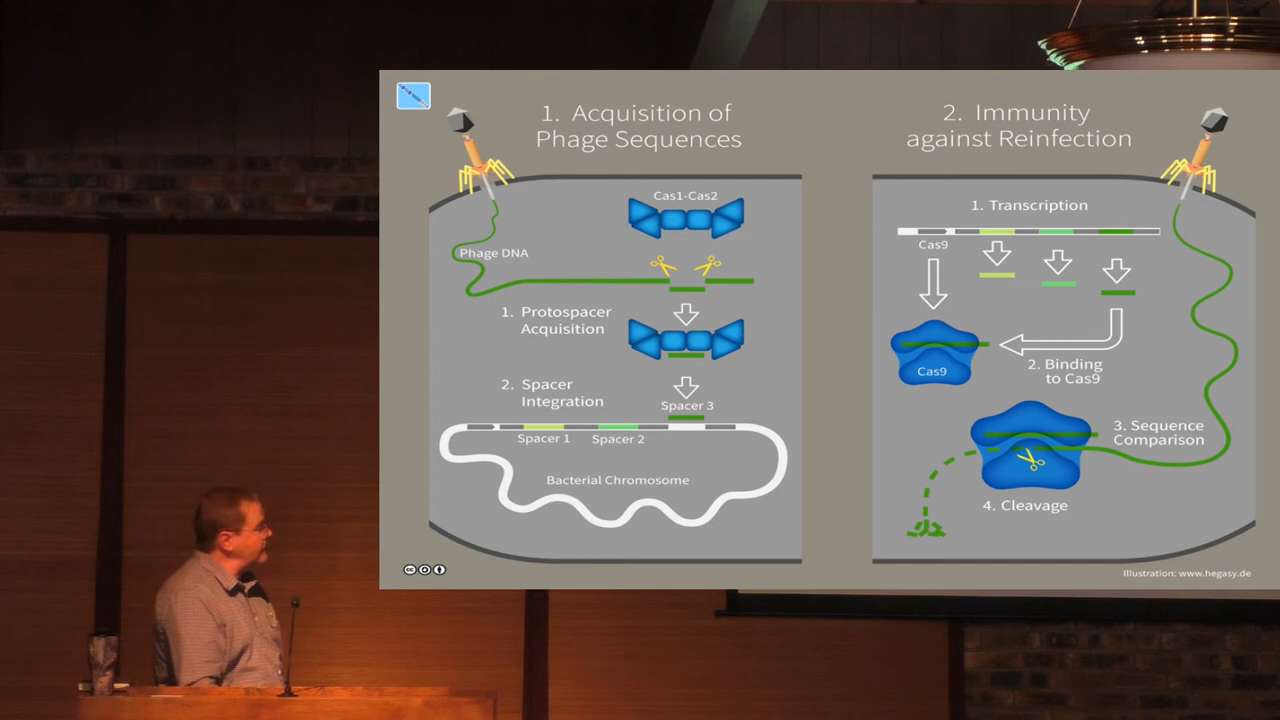 1. Acquisition of
Phage Sequences
Cas1-Cas2
Phage DNA
1. Protospacer
Acquisition
2. Spacer
Integration
Spacer 3
Spacer 1
Spacer 2
Bacterial Chromosome
2. Immunity
against Reinfection
1. Transcription
Cas9
2. Binding
to Cas9
Cas9
3. Sequence
Comparison
4. Cleavage
cc
Illustration: www.hegasy.de